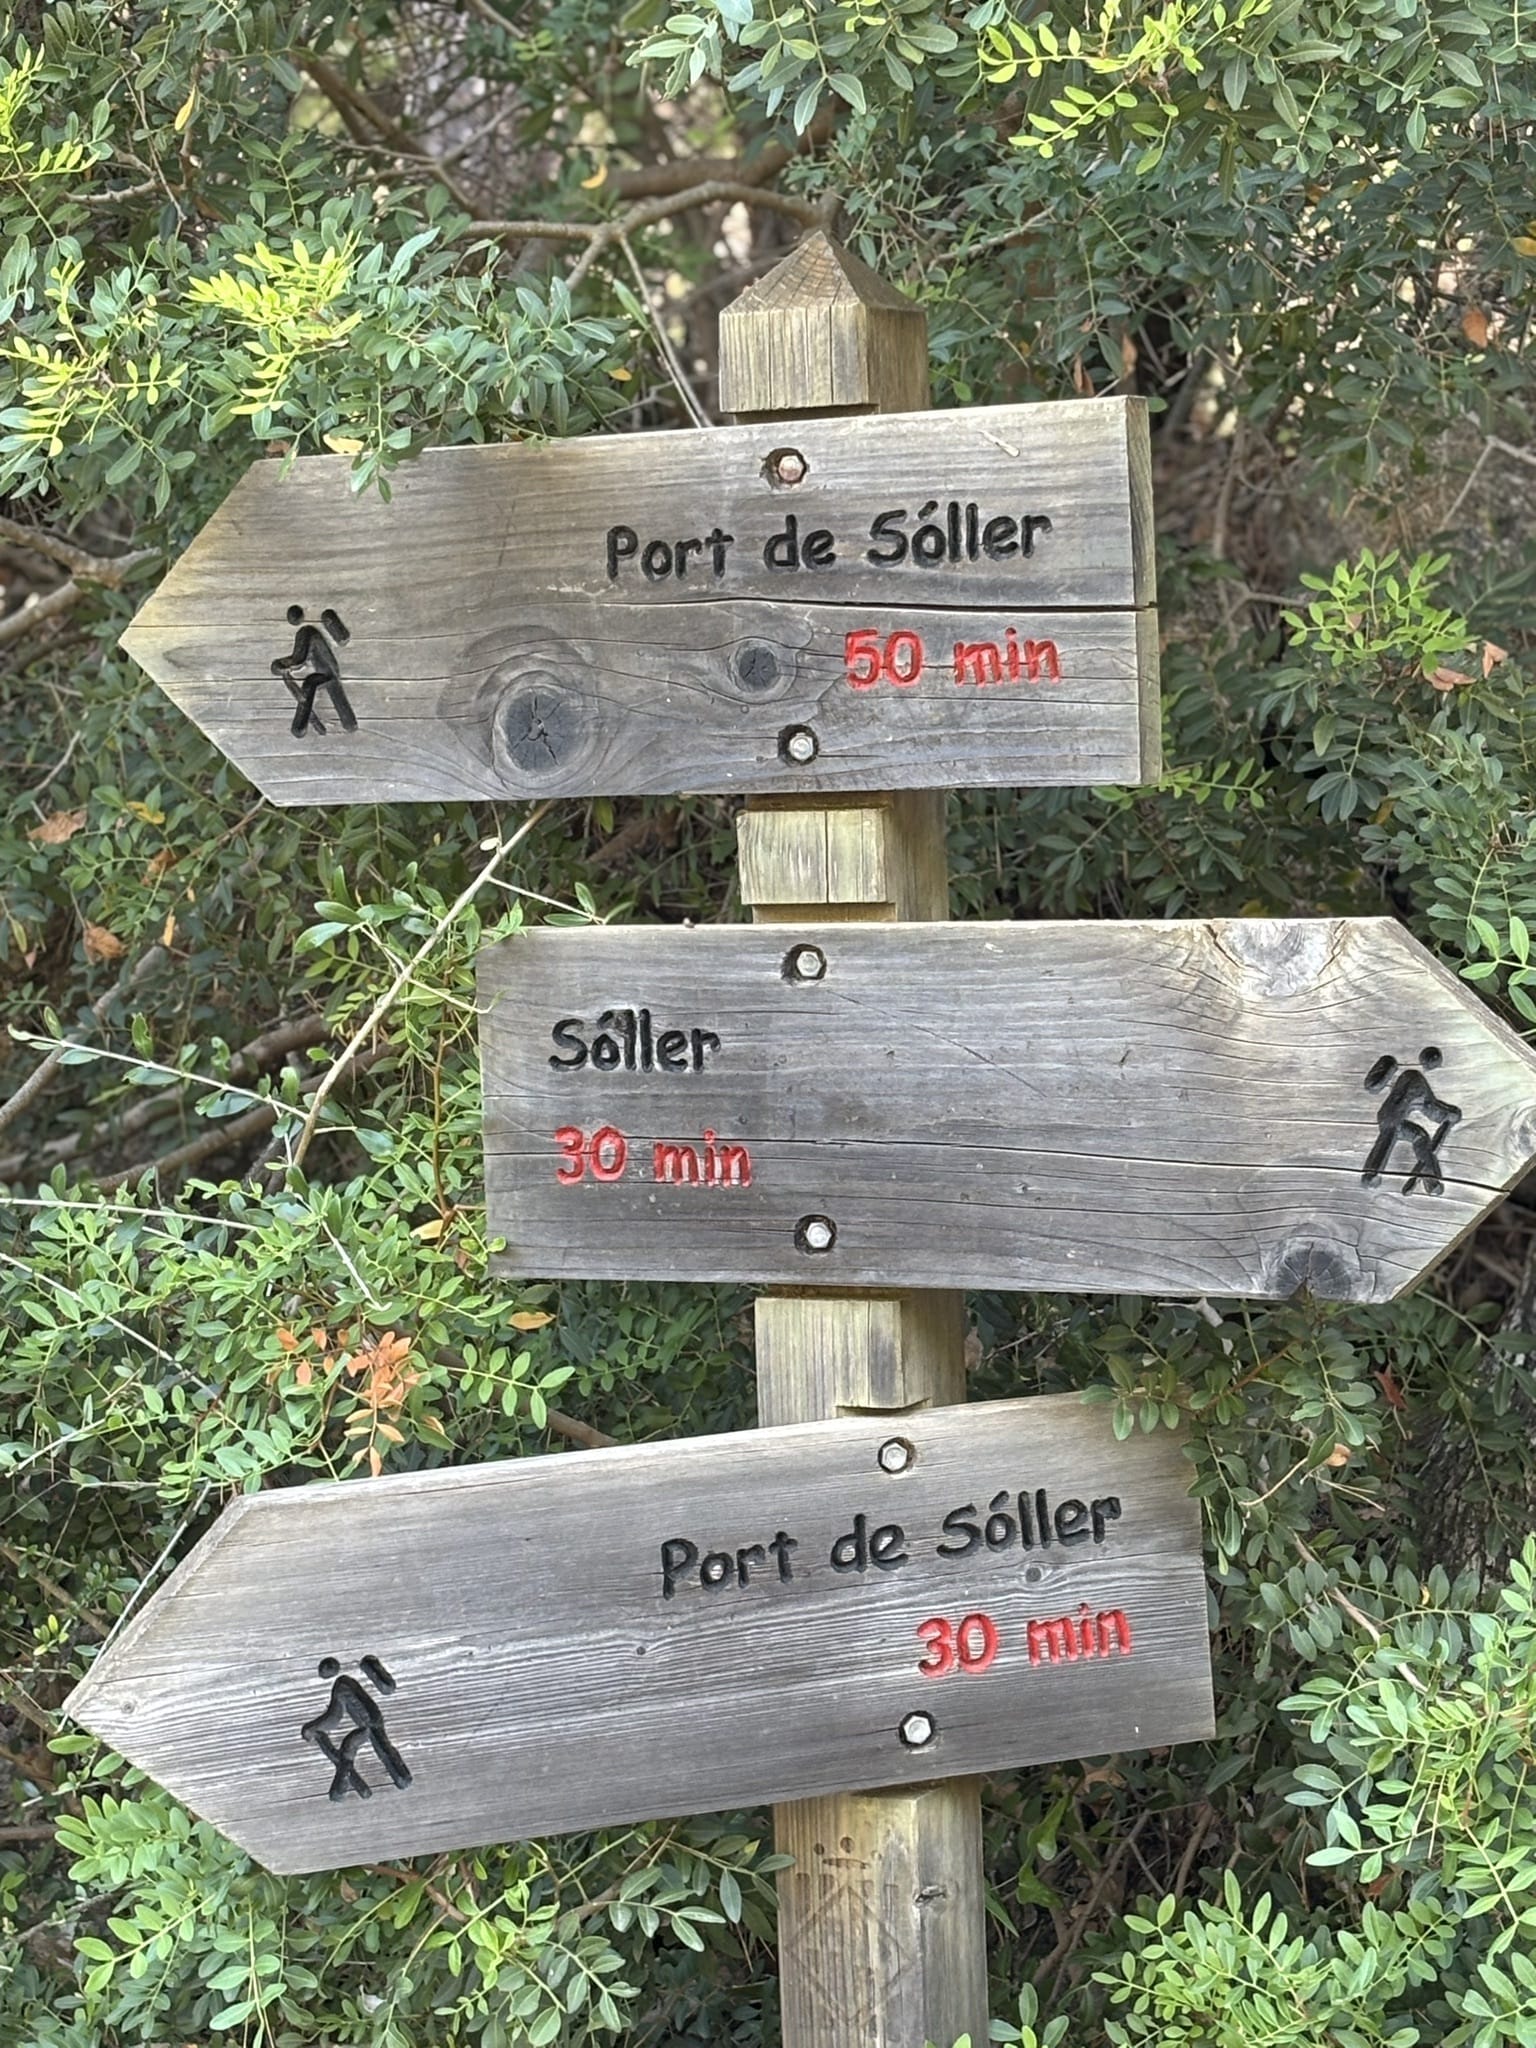 Port de Sóller
50 min
Sóller
30 min
Port de Sóller
30 min